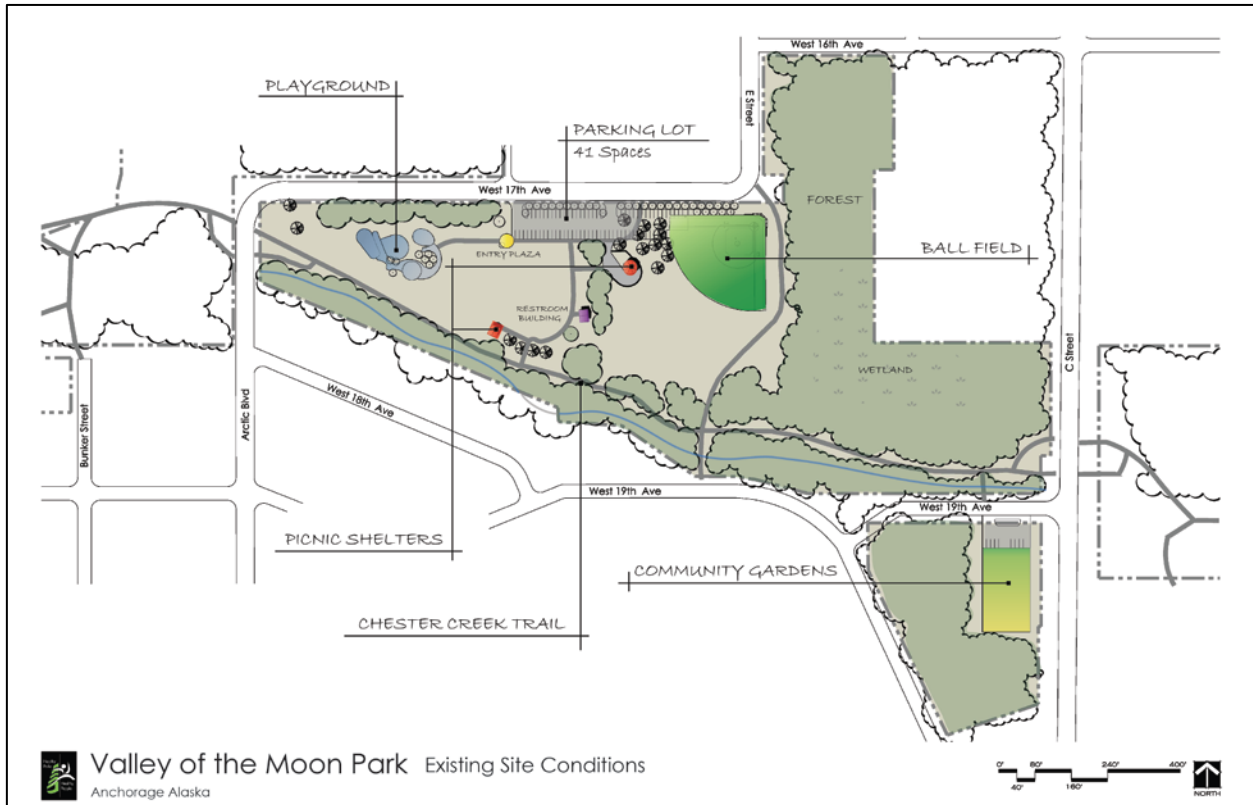 West 16th Ave
PLAYGROUND
E Street
PARKING LOT
41 Spaces
West 17th Ave
FOREST
ENTRY PLAZA
BALL FIELD
RESTROOM
BUILDING
C Street
WETLAND
West 18th Ave
Arctic Blvd
Bunker Street
West 19th Ave
West 19th Ave
PICNIC SHELTERS
COMMUNITY GARDENS
CHESTER CREEK TRAIL
Valley of the Moon Park Existing Site Conditions
Anchorage Alaska
0' 80' 240' 400'
40' 160'
NORTH